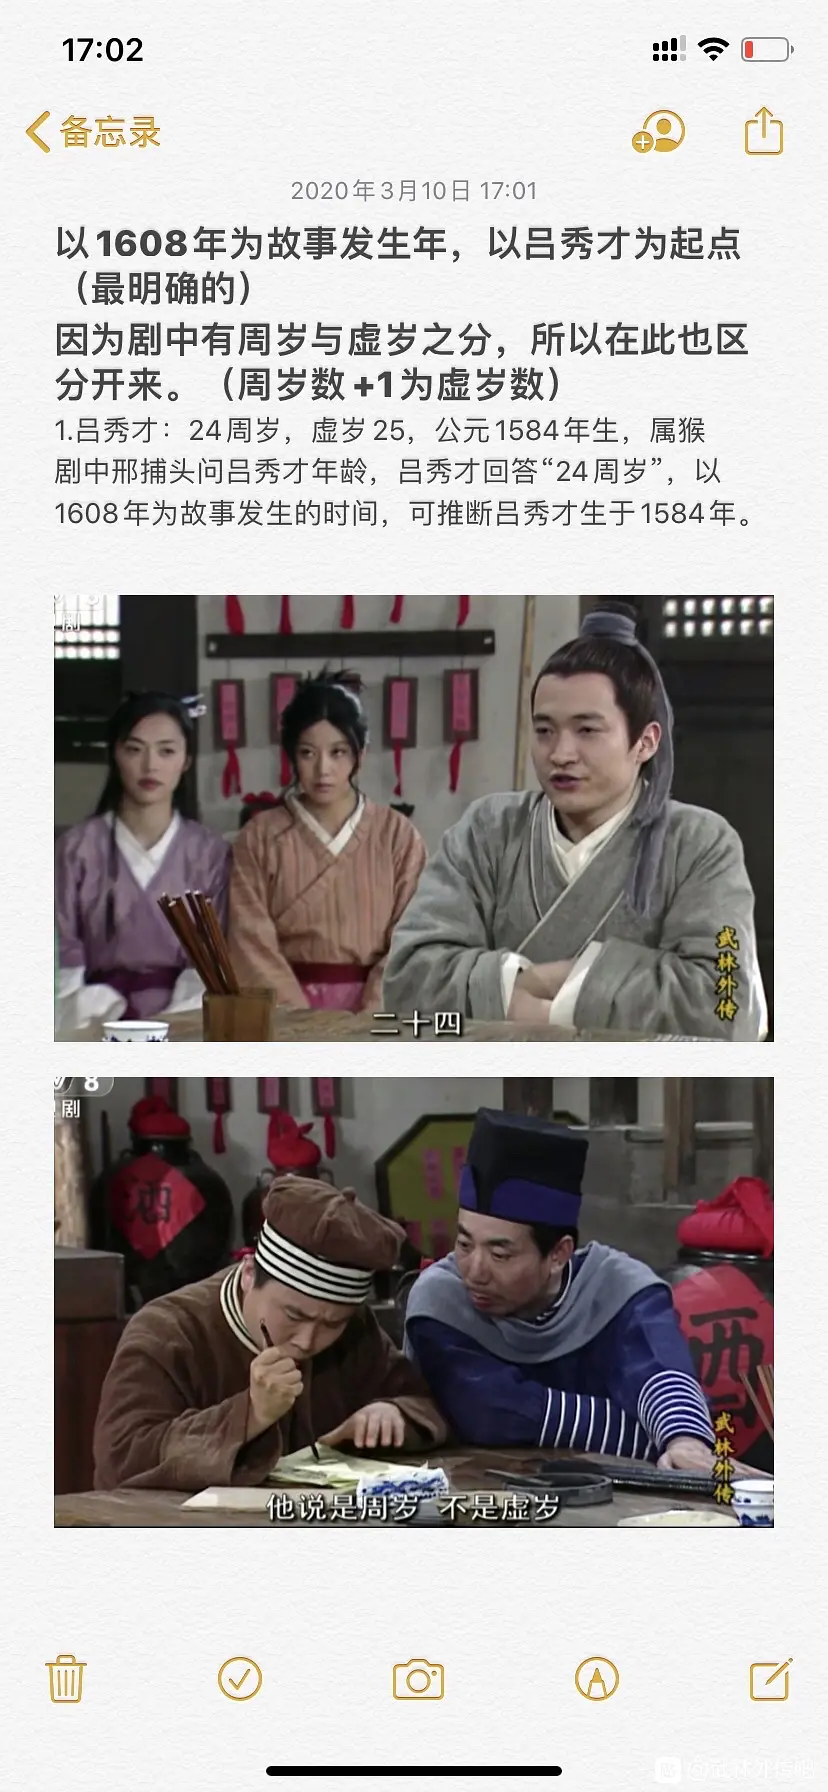 17:02
备忘录
2020年3月10日 17:01
以1608年为故事发生年，以吕秀才为起点
（最明确的）
因为剧中有周岁与虚岁之分，所以在此也区
分开来。（周岁数+1为虚岁数）
1.吕秀才：24周岁，虚岁25，公元1584年生，属猴
剧中邢捕头问吕秀才年龄，吕秀才回答“24周岁”，以
1608年为故事发生的时间，可推断吕秀才生于1584年。
剧
武林外传
二十四
8
剧
酒
酒
武林外传
他说是周岁 不是虚岁